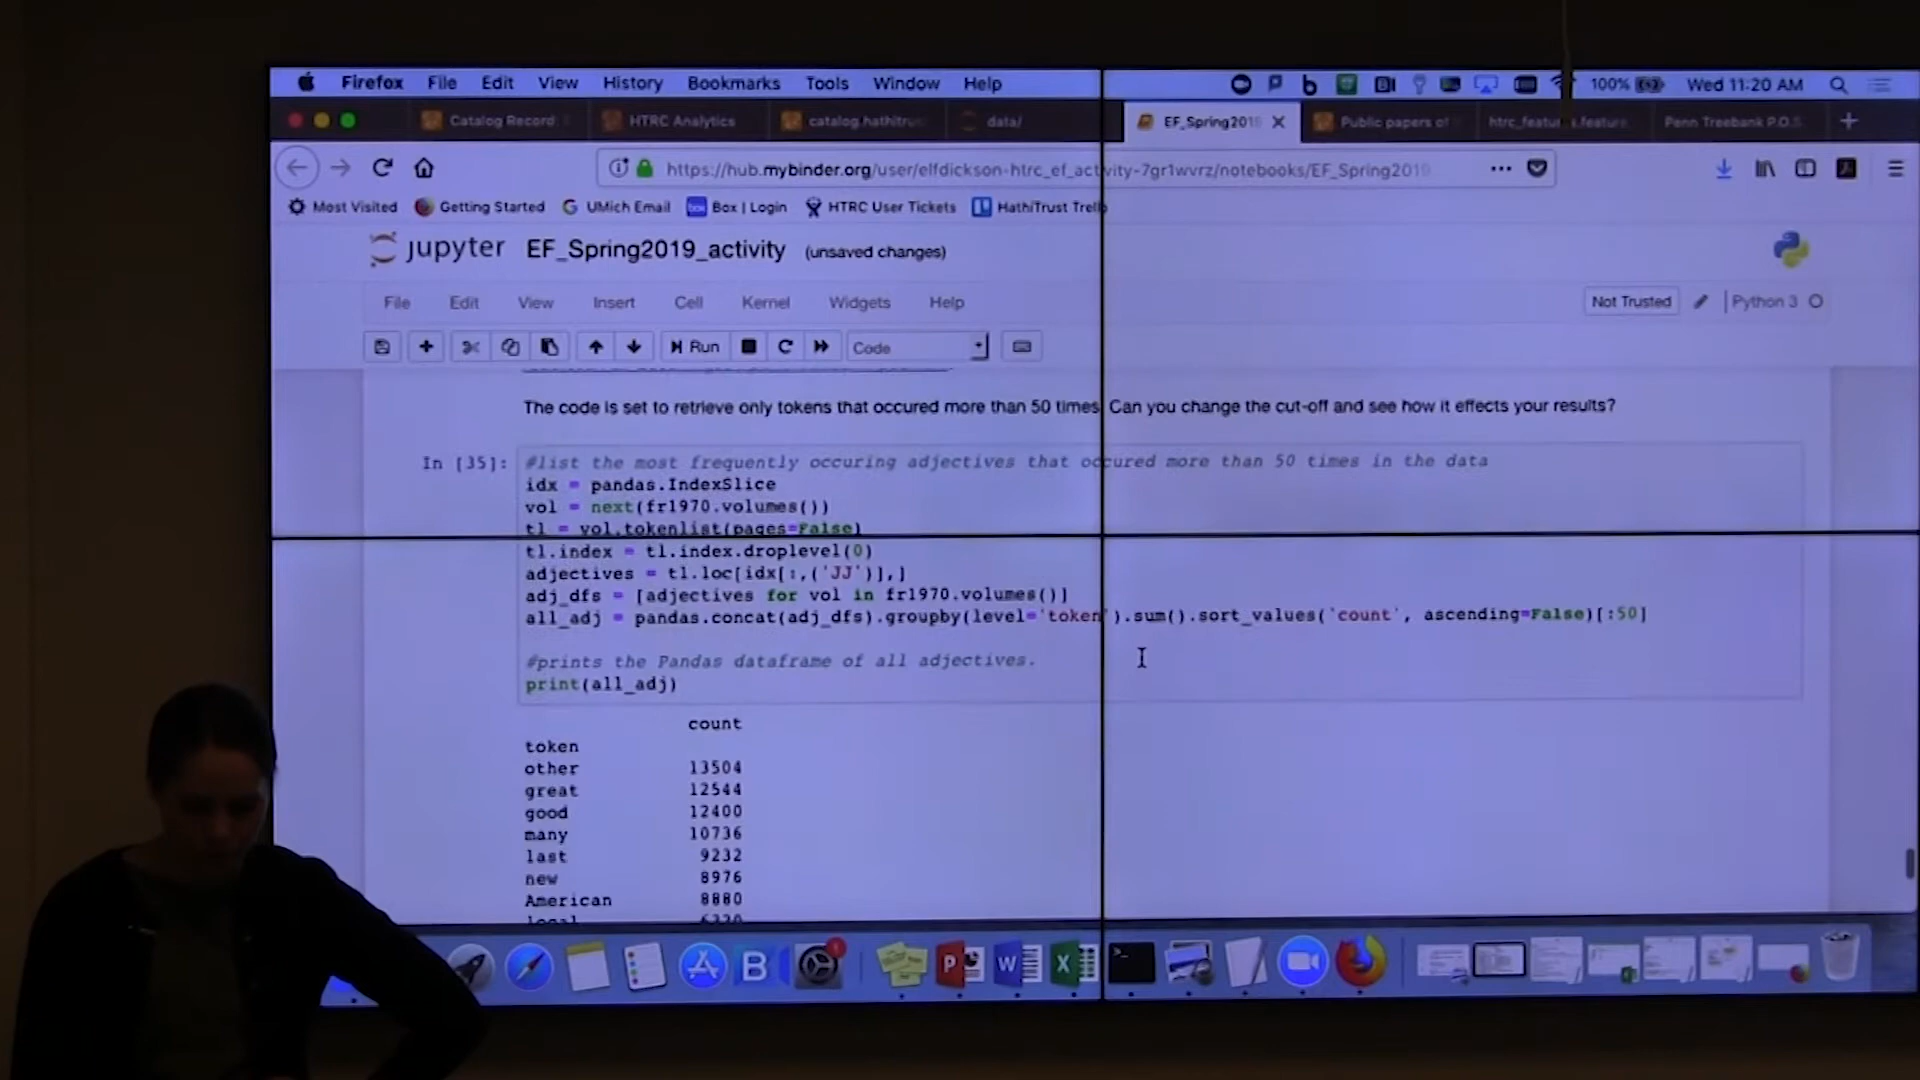 Firefox File Edit View History Bookmarks Tools Window Help 100% Wed 11:20 AM
Catalog Record: HTRC Analytics catalog.hathitrus data/ EF_Spring201 Public papers of Penn Treebank P.O.S.
https://hub.mybinder.org/user/elfdickson-htrc_ef_activity-7gr1wvrz/notebooks/EF_Spring2019
Most Visited Getting Started UMich Email Box | Login HTRC User Tickets HathiTrust Trello
jupyter EF_Spring2019_activity (unsaved changes)
File Edit View Insert Cell Kernel Widgets Help Not Trusted Python 3
Run Code
The code is set to retrieve only tokens that occured more than 50 times. Can you change the cut-off and see how it effects your results?
In [35]: #list the most frequently occuring adjectives that occured more than 50 times in the data
idx = pandas.IndexSlice
vol = next(fr1970.volumes())
tl = vol.tokenlist(pages=False)
tl.index = tl.index.droplevel(0)
adjectives = tl.loc[idx[:,('JJ')],]
adj_dfs = [adjectives for vol in fr1970.volumes()]
all_adj = pandas.concat(adj_dfs).groupby(level='token').sum().sort_values('count', ascending=False)[:50]
#prints the Pandas dataframe of all adjectives.
print(all_adj)
count
token
other 13504
great 12544
good 12400
many 10736
last 9232
new 8976
American 8880